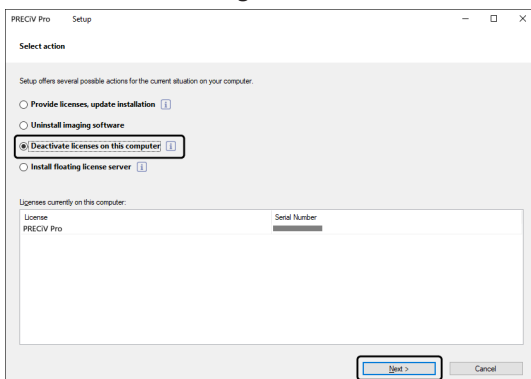 PRECiV Pro Setup
Select action
Setup offers several possible actions for the current situation on your computer.
Provide licenses, update installation i
Uninstall imaging software
Deactivate licenses on this computer i
Install floating license server i
Licenses currently on this computer:
License Serial Number
PRECiV Pro
Next > Cancel